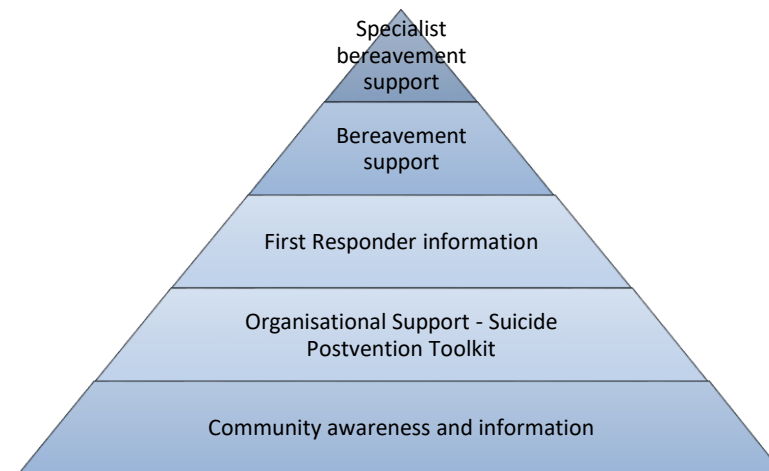 Specialist
bereavement
support
Bereavement
support
First Responder information
Organisational Support - Suicide
Postvention Toolkit
Community awareness and information